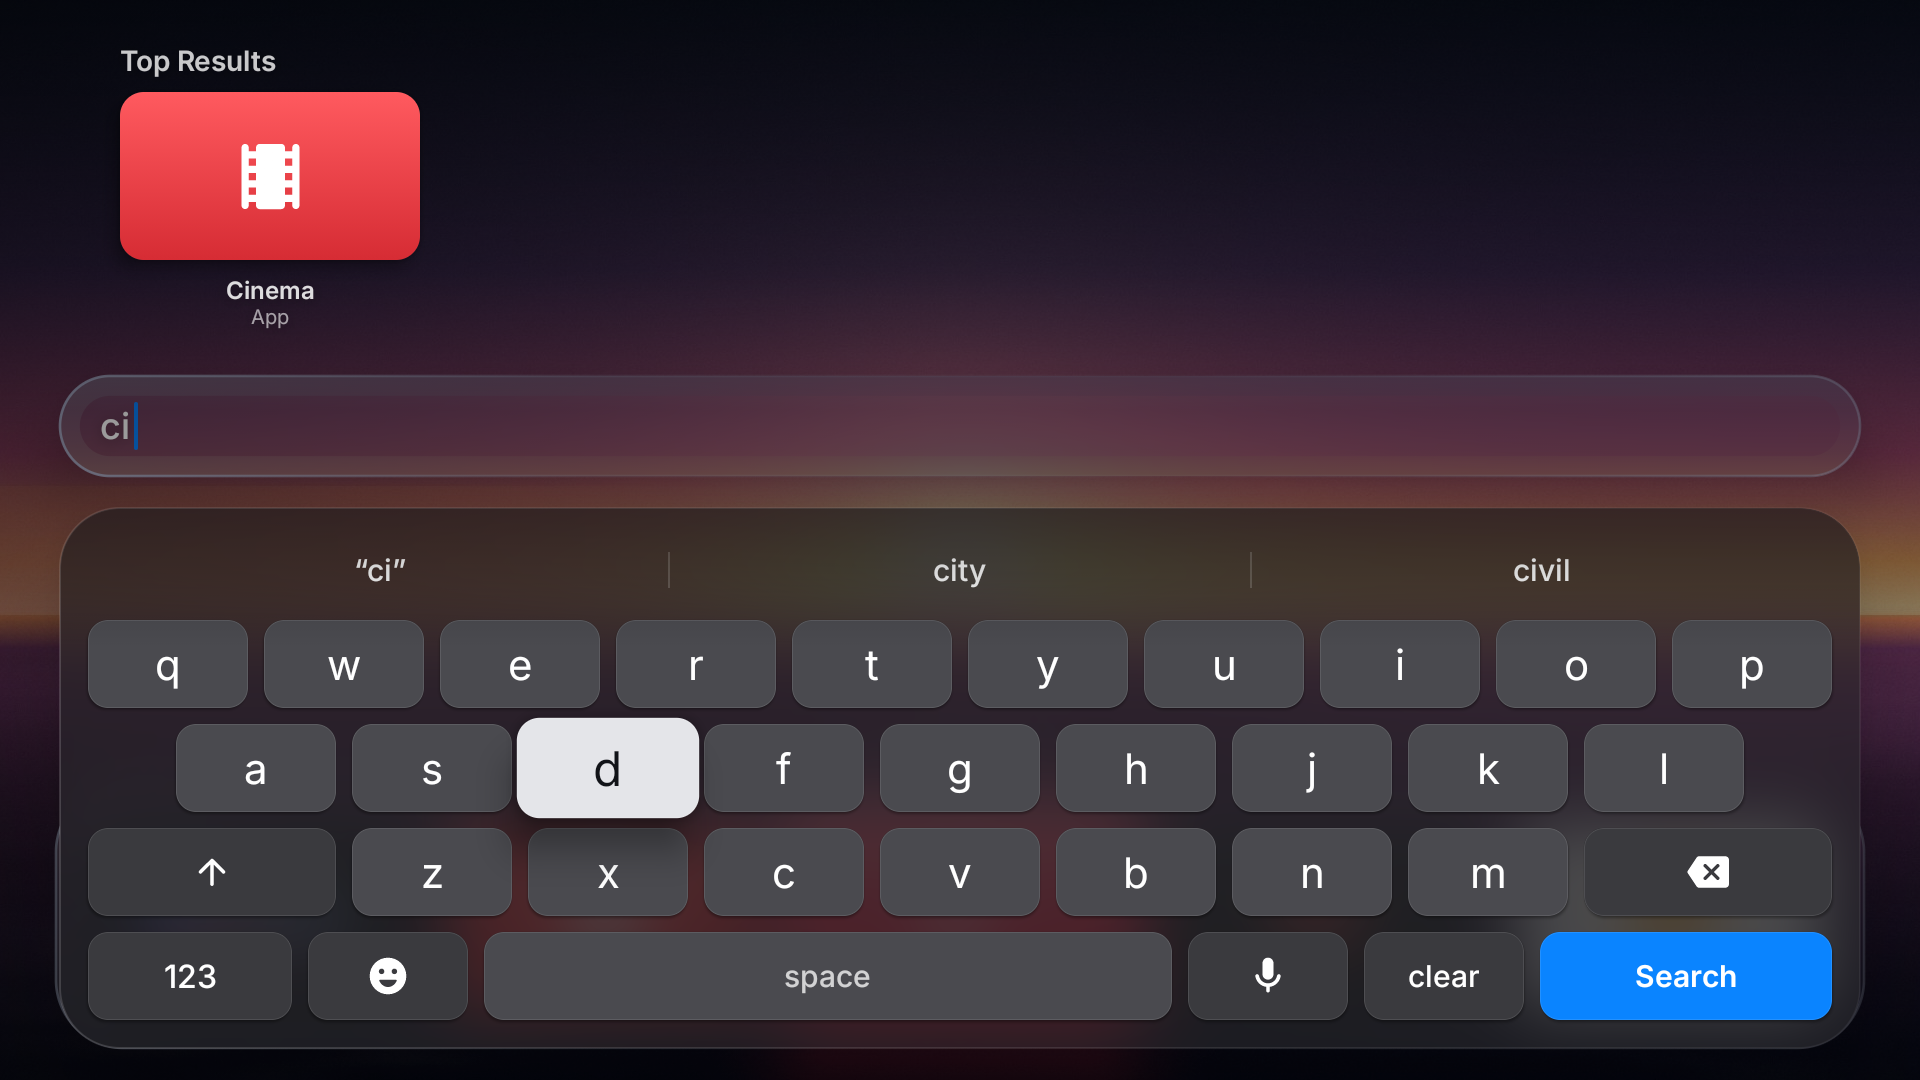 Top Results
Cinema
App
ci
“ci” city civil
q w e r t y u i o p
a s d f g h j k l
z x c v b n m
123 space clear Search